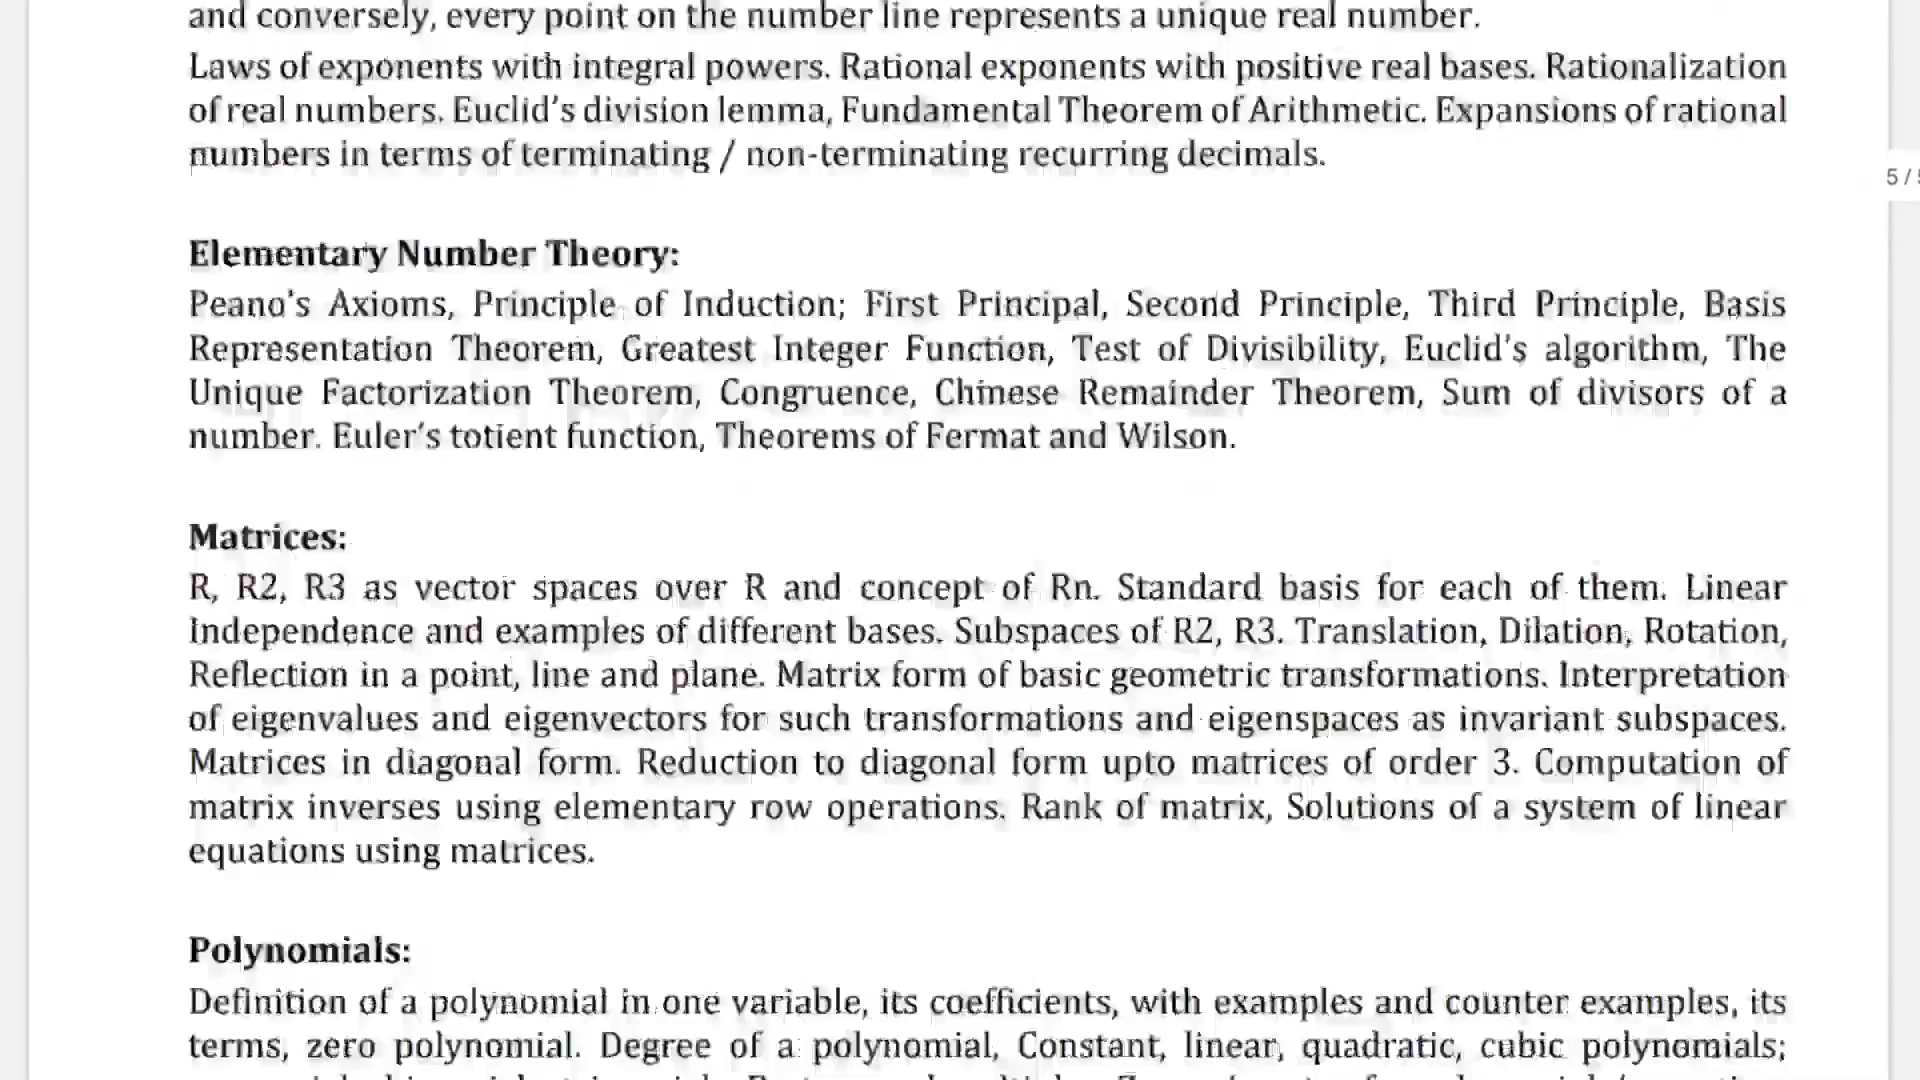 and conversely, every point on the number line represents a unique real number.
Laws of exponents with integral powers. Rational exponents with positive real bases. Rationalization
of real numbers. Euclid's division lemma, Fundamental Theorem of Arithmetic. Expansions of rational
numbers in terms of terminating / non-terminating recurring decimals.
5 / 5
Elementary Number Theory:
Peano's Axioms, Principle of Induction; First Principal, Second Principle, Third Principle, Basis
Representation Theorem, Greatest Integer Function, Test of Divisibility, Euclid's algorithm, The
Unique Factorization Theorem, Congruence, Chinese Remainder Theorem, Sum of divisors of a
number. Euler's totient function, Theorems of Fermat and Wilson.
Matrices:
R, R2, R3 as vector spaces over R and concept of Rn. Standard basis for each of them. Linear
Independence and examples of different bases. Subspaces of R2, R3. Translation, Dilation, Rotation,
Reflection in a point, line and plane. Matrix form of basic geometric transformations. Interpretation
of eigenvalues and eigenvectors for such transformations and eigenspaces as invariant subspaces.
Matrices in diagonal form. Reduction to diagonal form upto matrices of order 3. Computation of
matrix inverses using elementary row operations. Rank of matrix, Solutions of a system of linear
equations using matrices.
Polynomials:
Definition of a polynomial in one variable, its coefficients, with examples and counter examples, its
terms, zero polynomial. Degree of a polynomial, Constant, linear, quadratic, cubic polynomials;